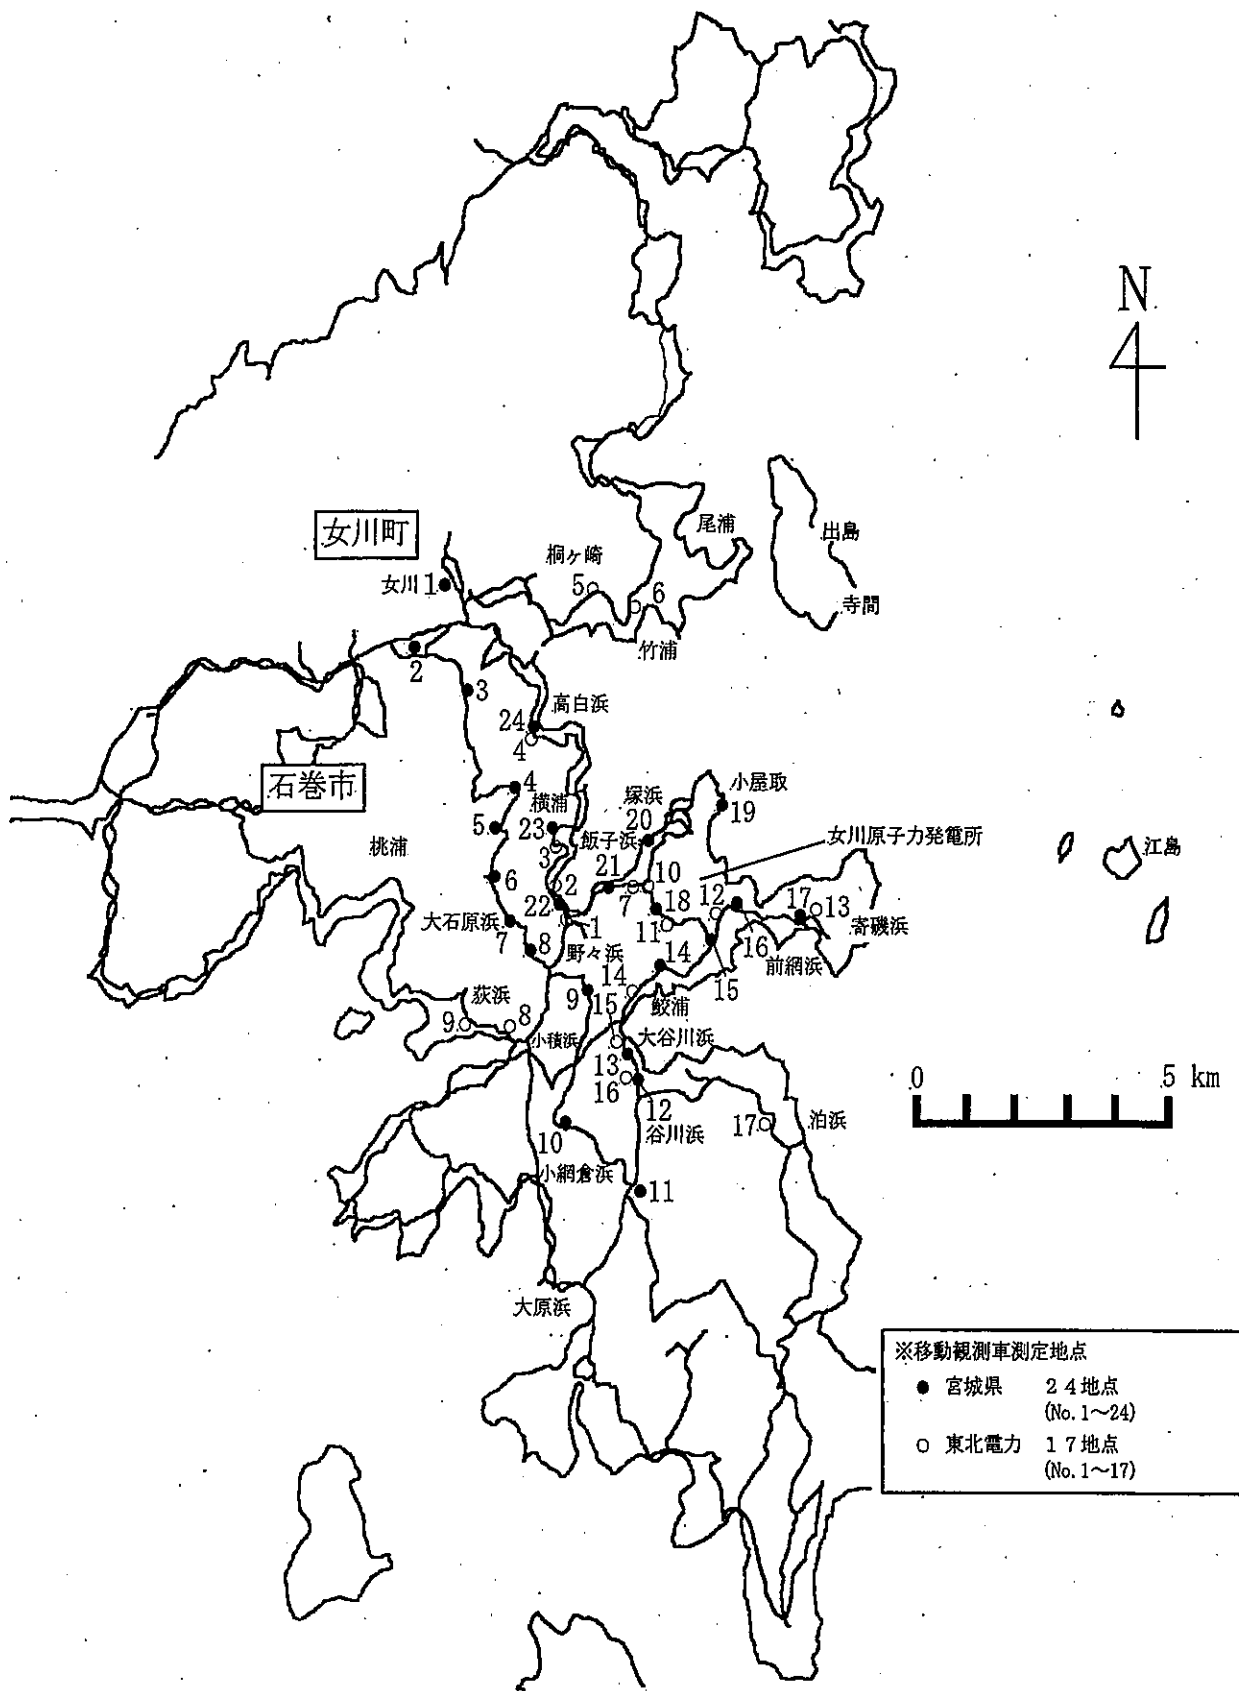 N
尾浦
出島
女川町
桐ヶ崎
女川 1
5
6
寺間
竹浦
2
3
高白浜
24
4
石巻市
4
横浦
塚浜
小屋取
19
5
23
20
飯子浜
女川原子力発電所
桃浦
3
21
江島
6
2
7
10
22
18
12
17
13
大石原浜
1
11
寄磯浜
7
8
野々浜
14
16
前網浜
15
9
14
鮫浦
荻浜
15
9
8
小積浜
大谷川浜
13
16
0
5 km
12
10
谷川浜
17
泊浜
小網倉浜
11
大原浜
※移動観測車測定地点
● 宮城県 24地点
(No.1～24)
○ 東北電力 17地点
(No.1～17)